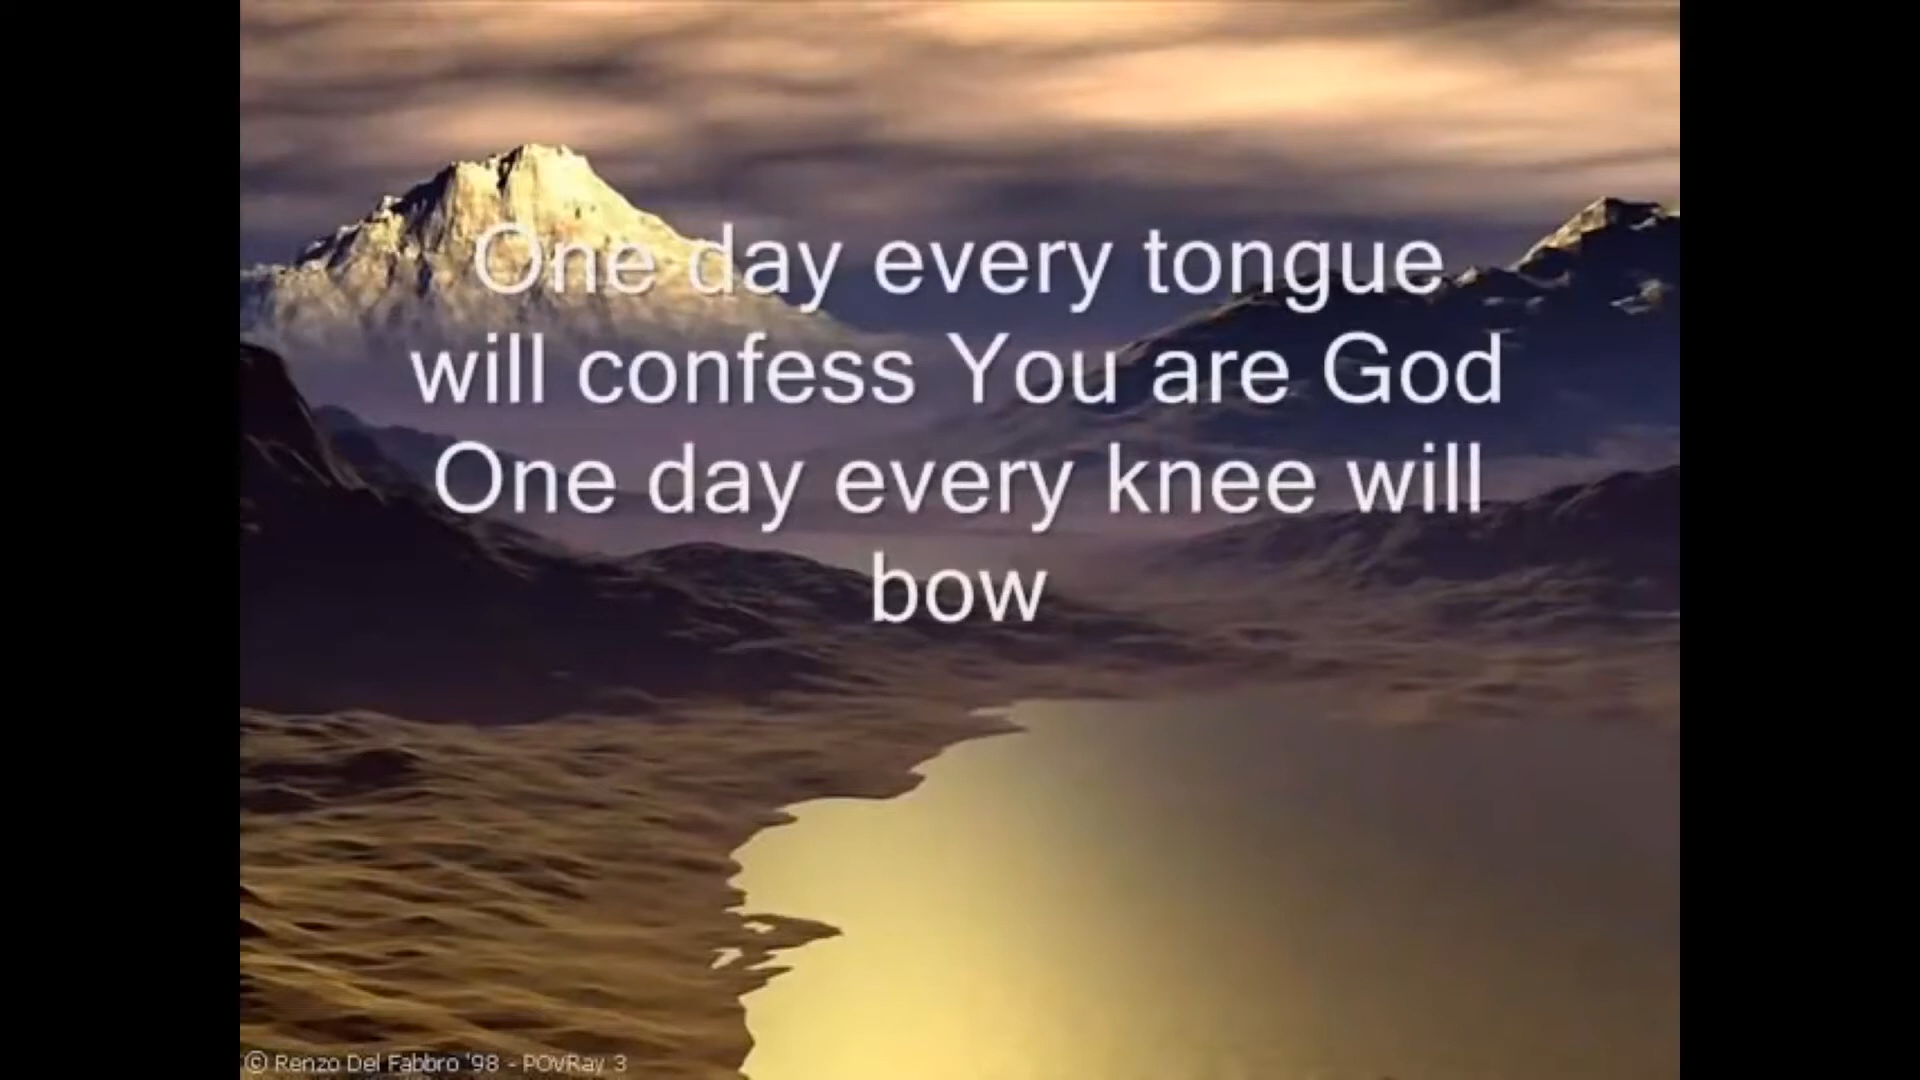 One day every tongue
will confess You are God
One day every knee will
bow
© Renzo Del Fabbro '98 - POVRay 3